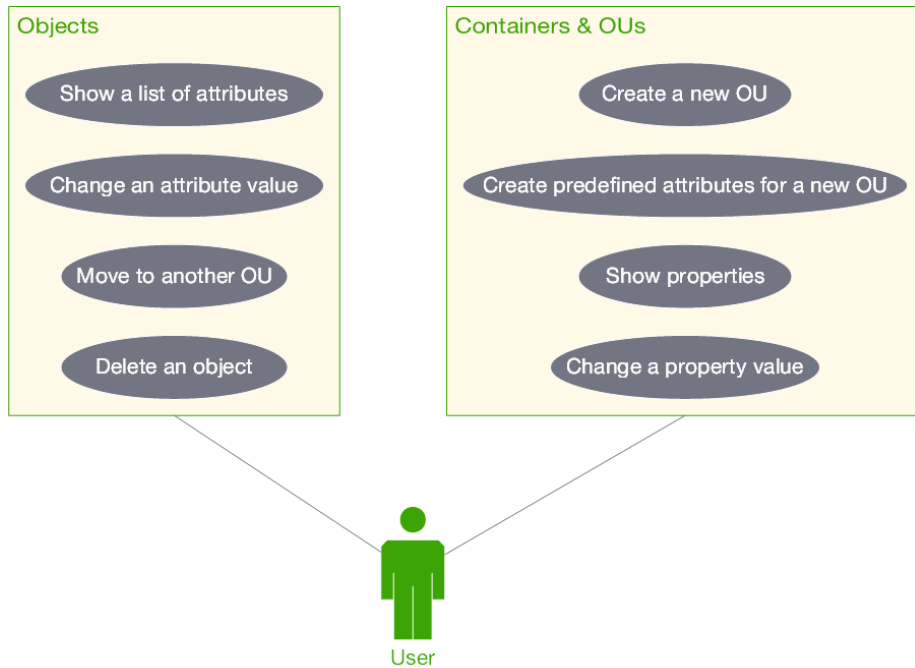 Objects
Show a list of attributes
Change an attribute value
Move to another OU
Delete an object
Containers & OUs
Create a new OU
Create predefined attributes for a new OU
Show properties
Change a property value
User